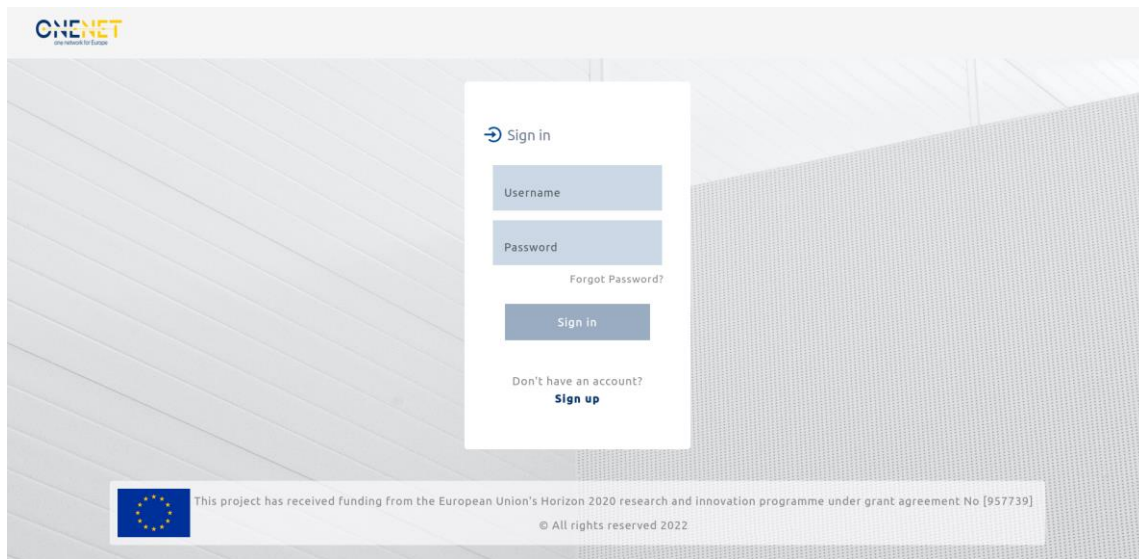 ONENET
one network for Europe
Sign in
Username
Password
Forgot Password?
Sign in
Don't have an account?
Sign up
This project has received funding from the European Union's Horizon 2020 research and innovation programme under grant agreement No [957739]
© All rights reserved 2022